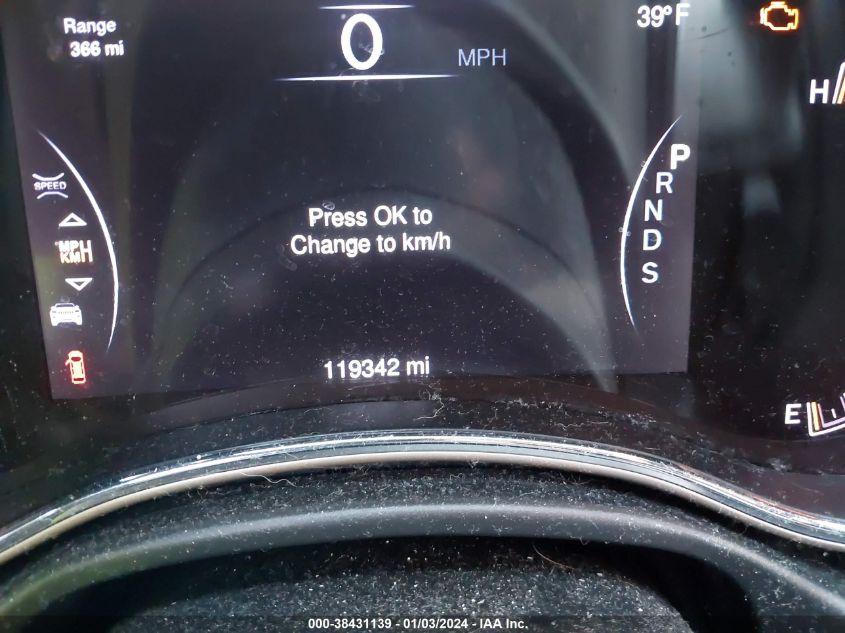 Range
366 mi
0
MPH
39°F
H
SPEED
MPH
KMH
Press OK to
Change to km/h
P
R
N
D
S
119342 mi
E
000-38431139 - 01/03/2024 - IAA Inc.